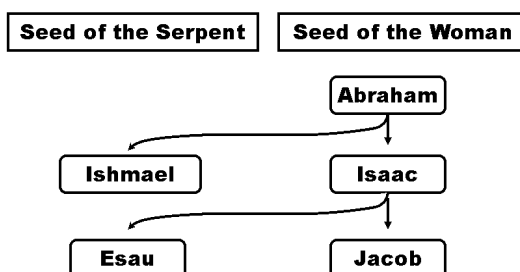 Seed of the Serpent
Seed of the Woman
Abraham
Ishmael
Isaac
Esau
Jacob